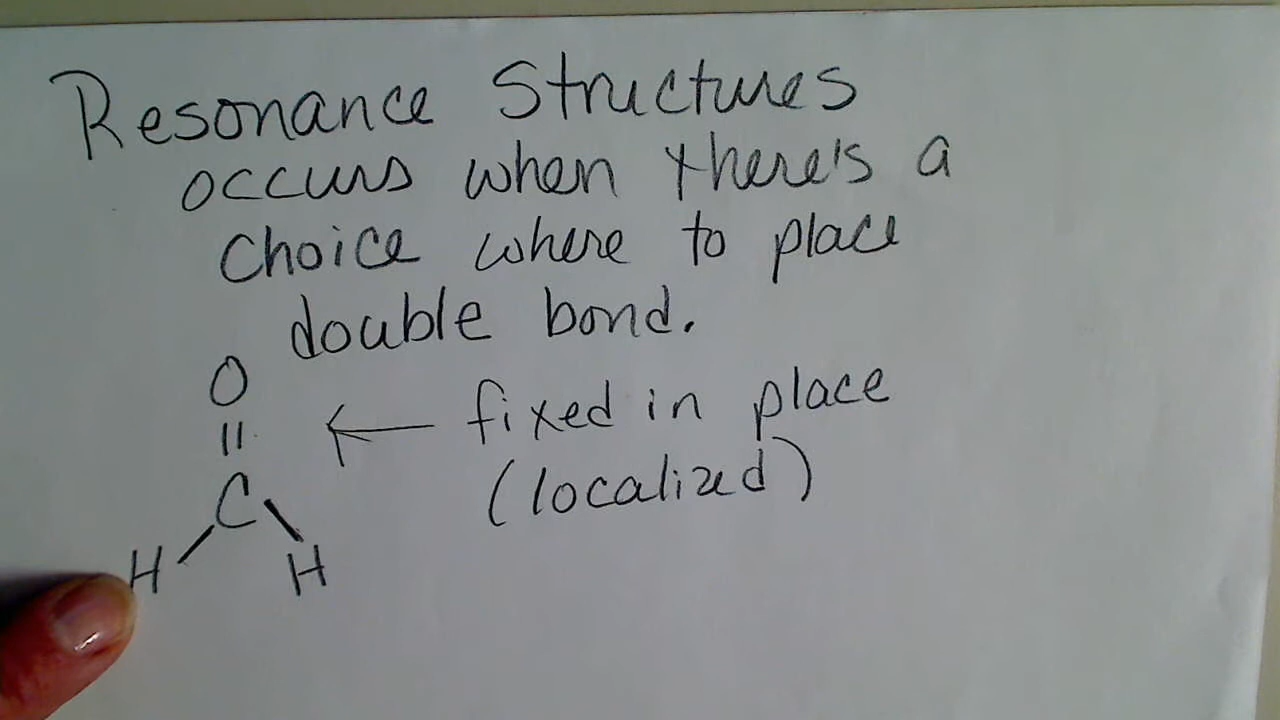 Resonance Structures
occurs when there's a
choice where to place
double bond.
O
||
← fixed in place
(localized)
C
H H